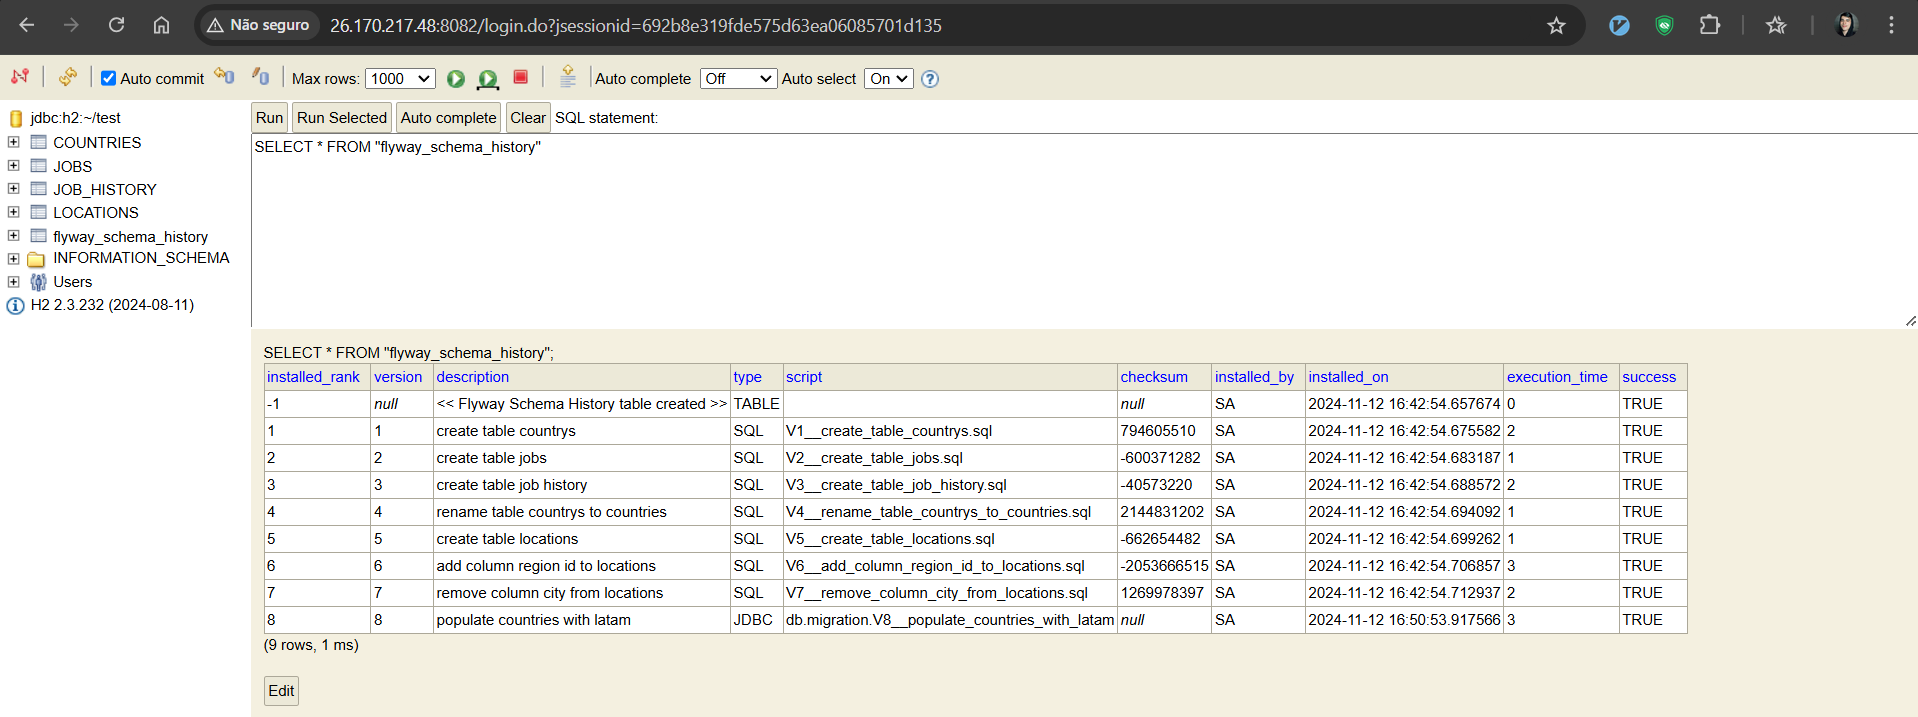 Não seguro 26.170.217.48:8082/login.do?jsessionid=692b8e319fde575d63ea06085701d135
Auto commit Max rows: 1000 Auto complete Off Auto select On ?
jdbc:h2:~/test
COUNTRIES
JOBS
JOB_HISTORY
LOCATIONS
flyway_schema_history
INFORMATION_SCHEMA
Users
H2 2.3.232 (2024-08-11)
Run Run Selected Auto complete Clear SQL statement:
SELECT * FROM "flyway_schema_history"
SELECT * FROM "flyway_schema_history";
installed_rank version description type script checksum installed_by installed_on execution_time success
-1 null << Flyway Schema History table created >> TABLE null SA 2024-11-12 16:42:54.657674 0 TRUE
1 1 create table countrys SQL V1__create_table_countrys.sql 794605510 SA 2024-11-12 16:42:54.675582 2 TRUE
2 2 create table jobs SQL V2__create_table_jobs.sql -600371282 SA 2024-11-12 16:42:54.683187 1 TRUE
3 3 create table job history SQL V3__create_table_job_history.sql -40573220 SA 2024-11-12 16:42:54.688572 2 TRUE
4 4 rename table countrys to countries SQL V4__rename_table_countrys_to_countries.sql 2144831202 SA 2024-11-12 16:42:54.694092 1 TRUE
5 5 create table locations SQL V5__create_table_locations.sql -662654482 SA 2024-11-12 16:42:54.699262 1 TRUE
6 6 add column region id to locations SQL V6__add_column_region_id_to_locations.sql -2053666515 SA 2024-11-12 16:42:54.706857 3 TRUE
7 7 remove column city from locations SQL V7__remove_column_city_from_locations.sql 1269978397 SA 2024-11-12 16:42:54.712937 2 TRUE
8 8 populate countries with latam JDBC db.migration.V8__populate_countries_with_latam null SA 2024-11-12 16:50:53.917566 3 TRUE
(9 rows, 1 ms)
Edit